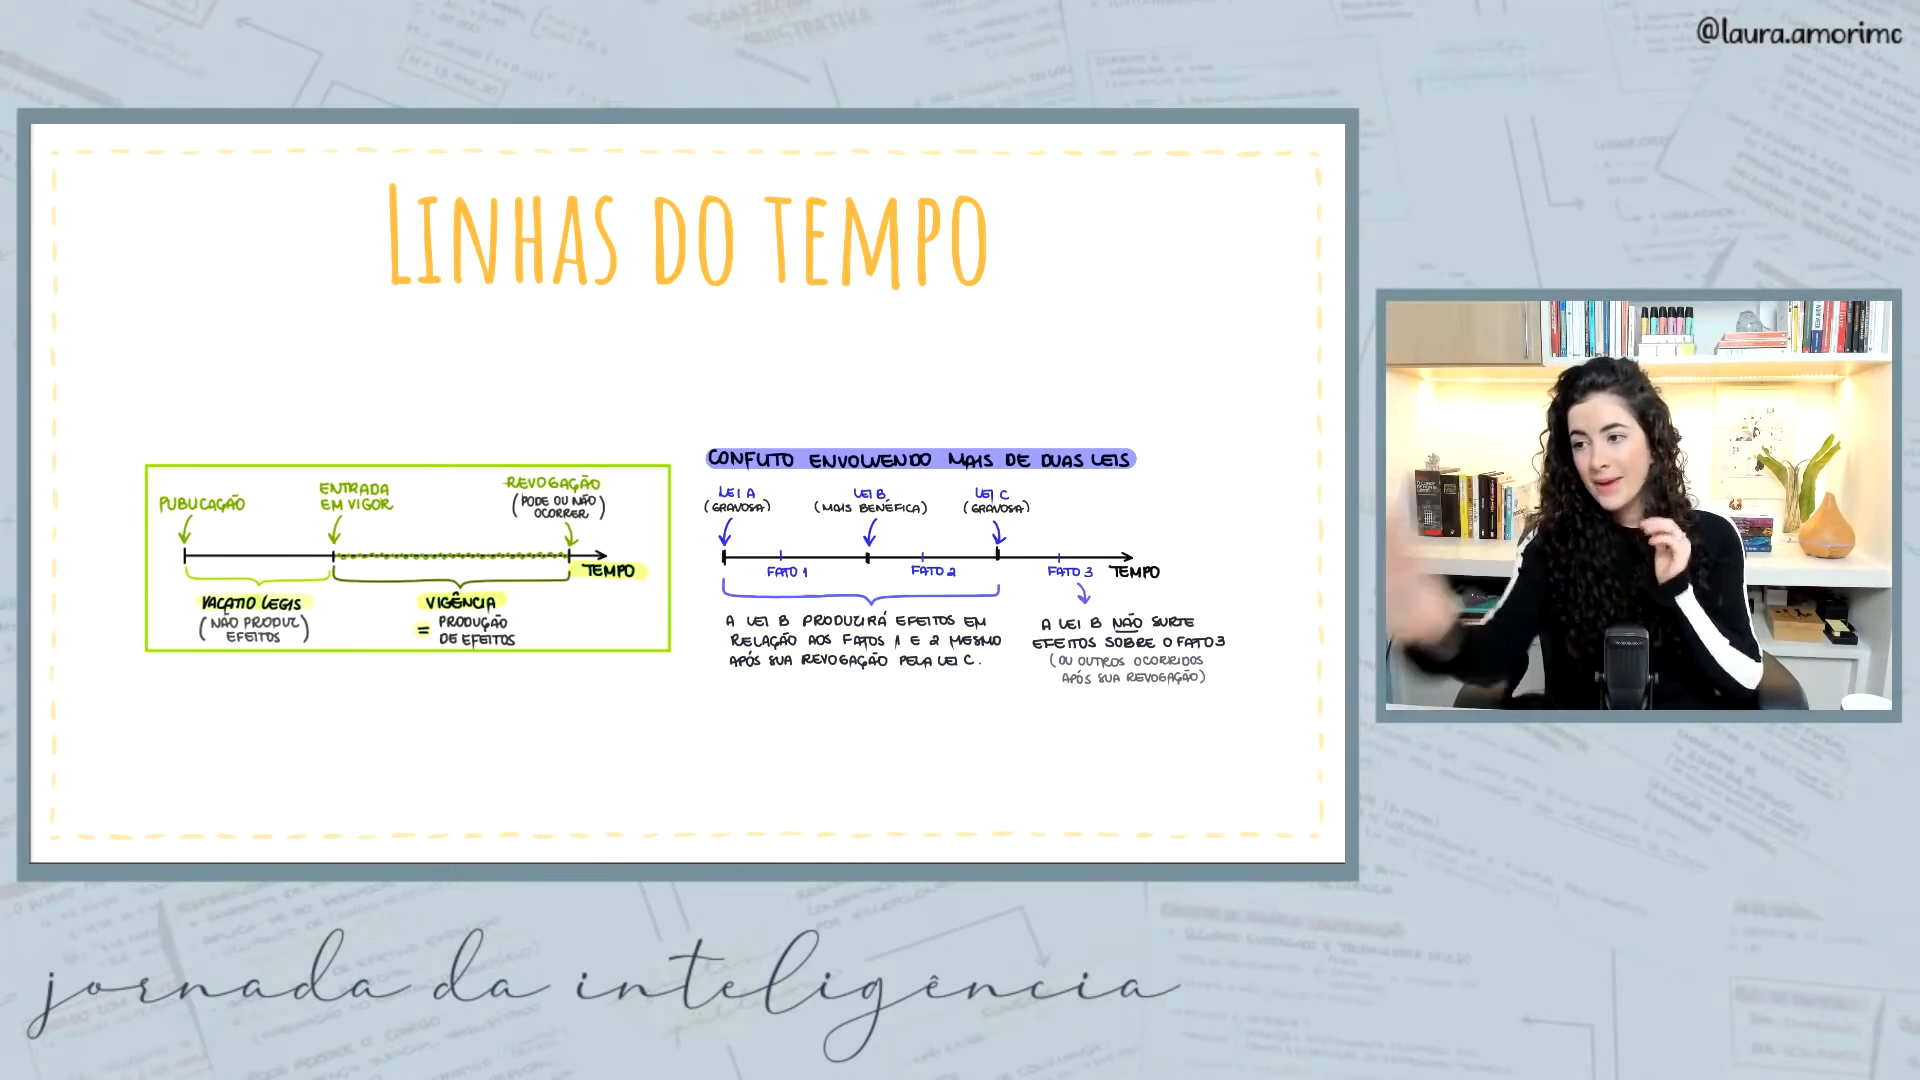 @laura.amorimc
LINHAS DO TEMPO
PUBLICAÇÃO
ENTRADA
EM VIGOR
REVOGAÇÃO
(PODE OU NÃO
OCORRER)
TEMPO
VACATIO LEGIS
(NÃO PRODUZ
EFEITOS)
VIGÊNCIA
= PRODUÇÃO
DE EFEITOS
CONFLITO ENVOLVENDO MAIS DE DUAS LEIS
LEI A
(GRAVOSA)
LEI B
(MAIS BENÉFICA)
LEI C
(GRAVOSA)
FATO 1
FATO 2
FATO 3
TEMPO
A LEI B PRODUZIRÁ EFEITOS EM
RELAÇÃO AOS FATOS 1 E 2 MESMO
APÓS SUA REVOGAÇÃO PELA LEI C.
A LEI B NÃO SURTE
EFEITOS SOBRE O FATO 3
(OU OUTROS OCORRIDOS
APÓS SUA REVOGAÇÃO)
jornada da inteligência